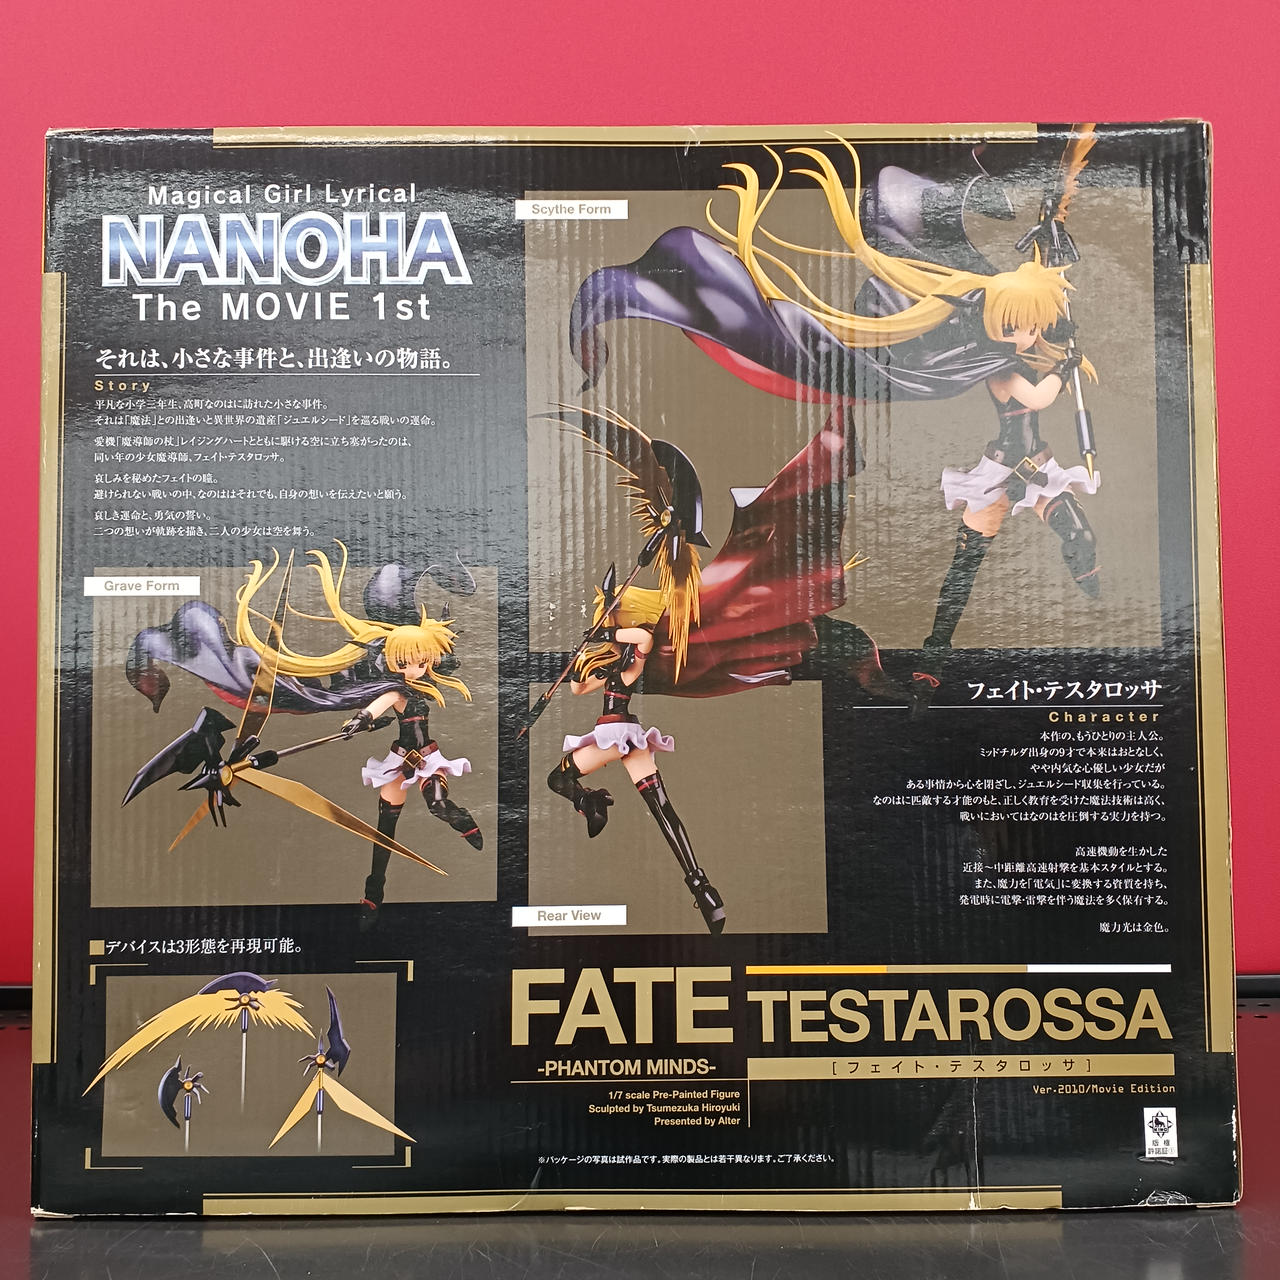 Magical Girl Lyrical
NANOHA
The MOVIE 1st
それは、小さな事件と、出逢いの物語。
Story
平凡な小学三年生、高町なのはに訪れた小さな事件。
それは「魔法」との出逢いと異世界の遺産「ジュエルシード」を巡る戦いの運命。
愛機「魔導師の杖」レイジングハートとともに駆ける空に立ち塞がったのは、
同い年の少女魔導師、フェイト・テスタロッサ。
哀しみを秘めたフェイトの瞳。
避けられない戦いの中、なのははそれでも、自身の想いを伝えたいと願う。
哀しき運命と、勇気の誓い。
二つの想いが軌跡を描き、二人の少女は空を舞う。
Scythe Form
Grave Form
Rear View
フェイト・テスタロッサ
Character
本作の、もうひとりの主人公。
ミッドチルダ出身の9才で本来はおとなしく、
やや内気な心優しい少女だが
ある事情から心を閉ざし、ジュエルシード収集を行っている。
なのはに匹敵する才能のもと、正しく教育を受けた魔法技術は高く、
戦いにおいてはなのはを圧倒する実力を持つ。
高速機動を生かした
近接～中距離高速射撃を基本スタイルとする。
また、魔力を「電気」に変換する資質を持ち、
発電時に電撃・雷撃を伴う魔法を多く保有する。
魔力光は金色。
■デバイスは3形態を再現可能。
FATE TESTAROSSA
-PHANTOM MINDS-
[フェイト・テスタロッサ]
Ver.2010/Movie Edition
1/7 scale Pre-Painted Figure
Sculpted by Tsumezuka Hiroyuki
Presented by Alter
版権
許諾証
※パッケージの写真は試作品です。実際の製品とは若干異なります。ご了承ください。